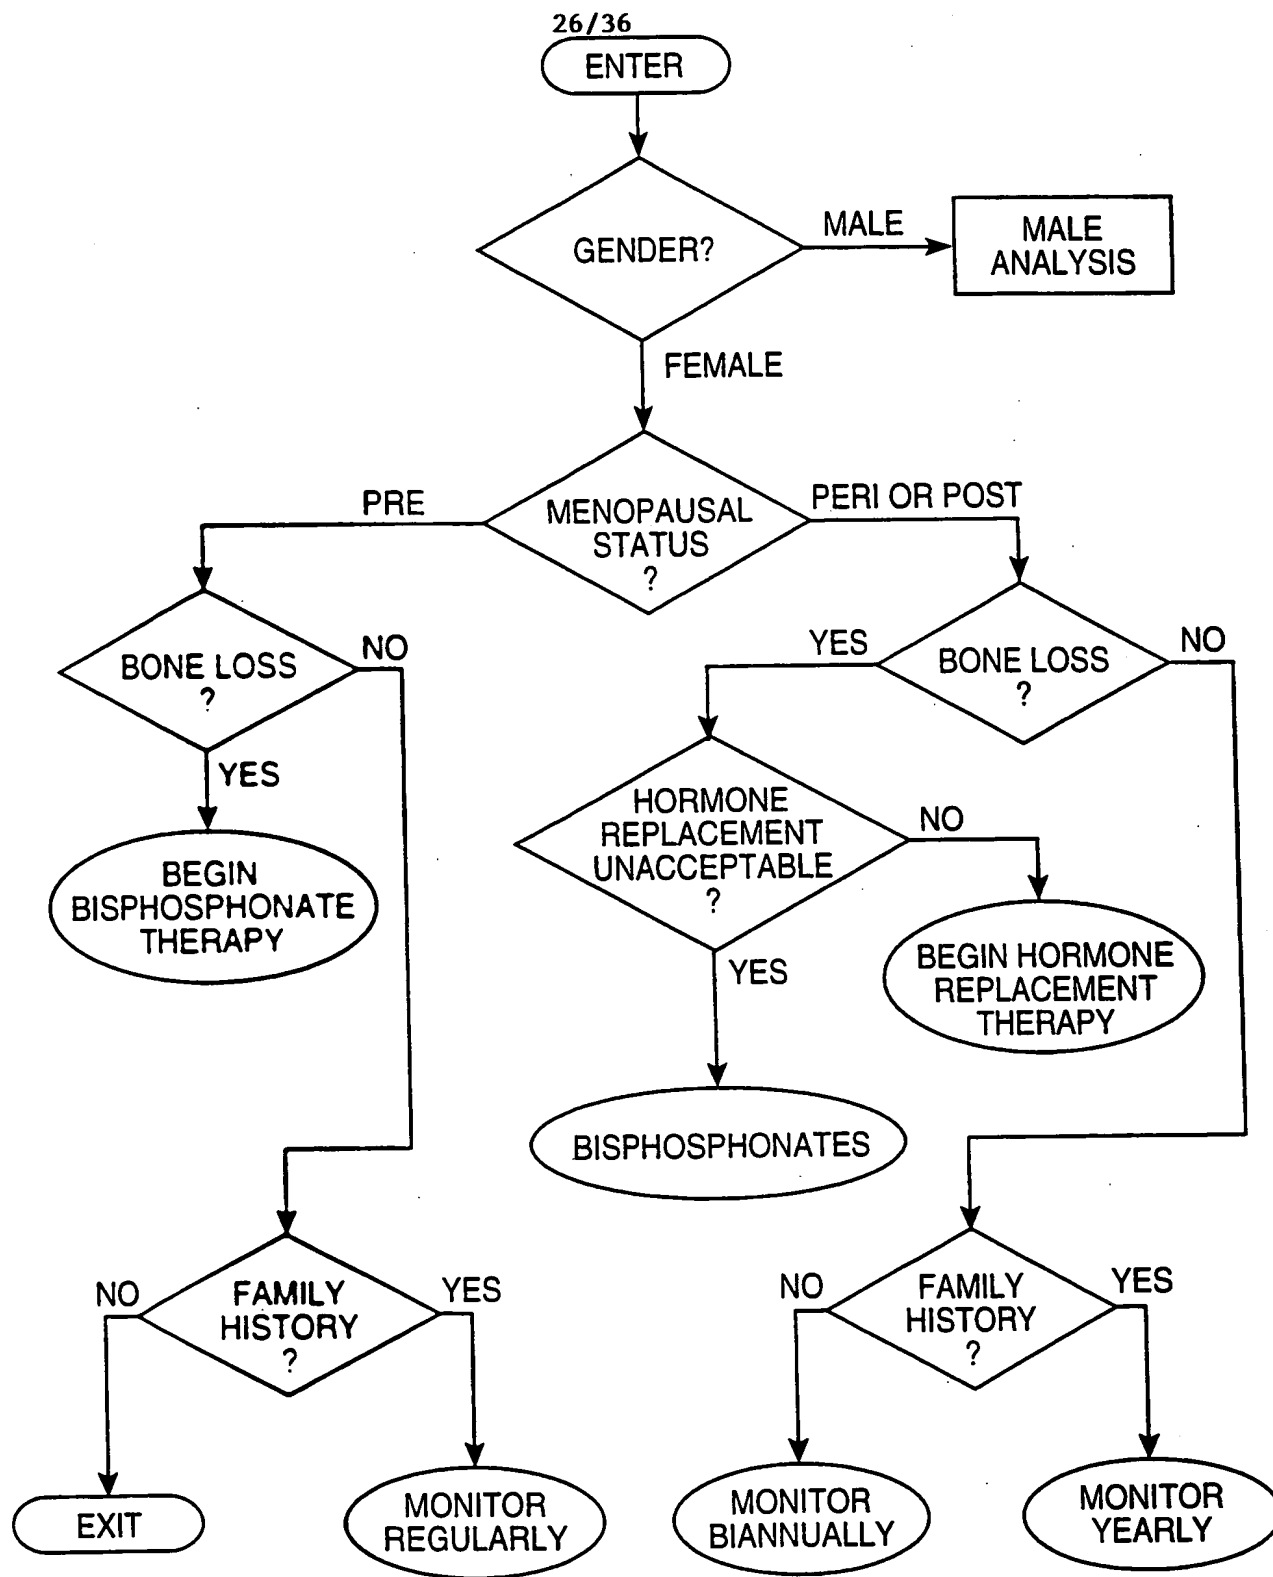 26/36
ENTER
GENDER?
MALE
MALE
ANALYSIS
FEMALE
PRE
MENOPAUSAL
STATUS
?
PERI OR POST
BONE LOSS
?
NO
YES
YES
BONE LOSS
?
NO
BEGIN
BISPHOSPHONATE
THERAPY
HORMONE
REPLACEMENT
UNACCEPTABLE
?
NO
YES
BEGIN HORMONE
REPLACEMENT
THERAPY
BISPHOSPHONATES
NO
FAMILY
HISTORY
?
YES
NO
FAMILY
HISTORY
?
YES
EXIT
MONITOR
REGULARLY
MONITOR
BIANNUALLY
MONITOR
YEARLY